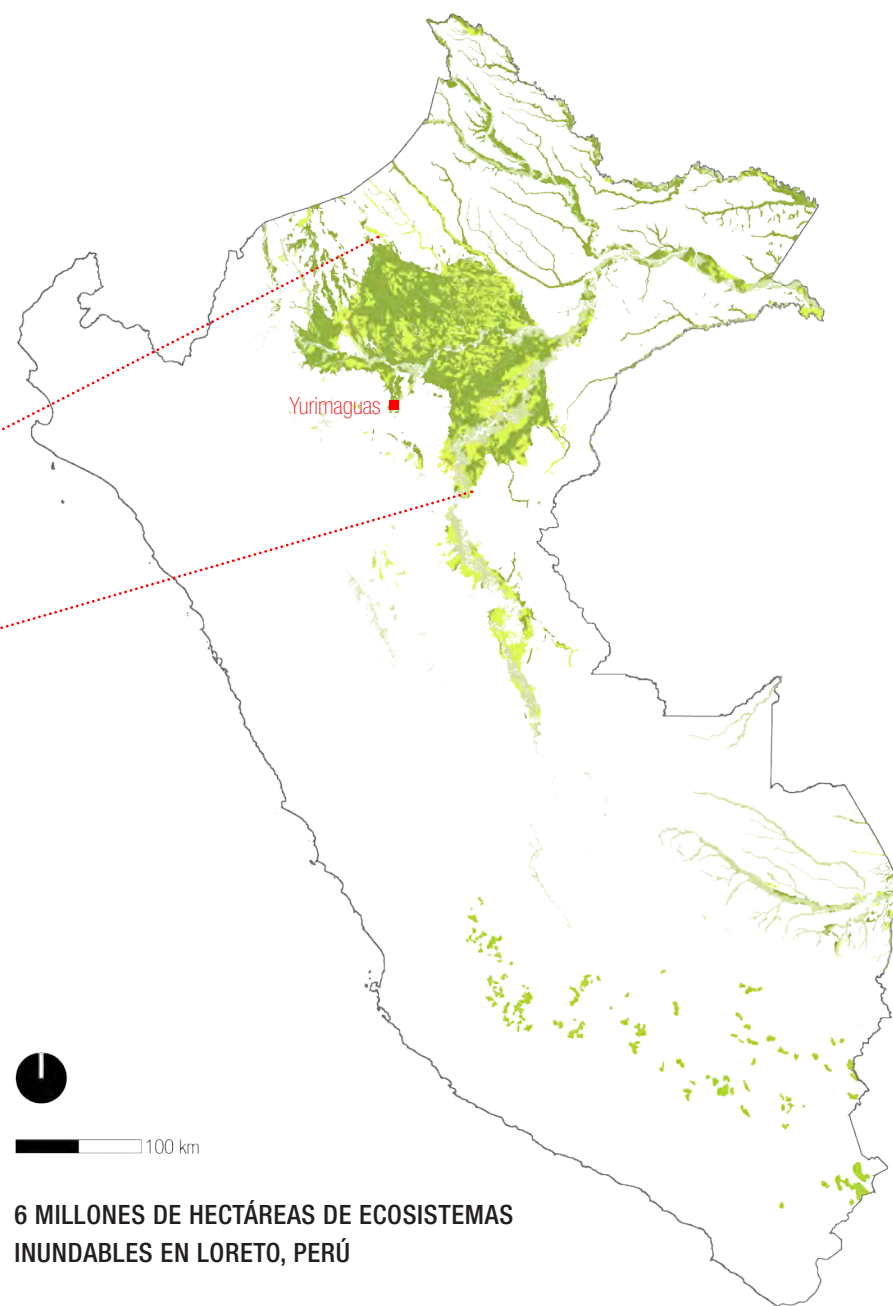 Yurimaguas
100 km
6 MILLONES DE HECTÁREAS DE ECOSISTEMAS
INUNDABLES EN LORETO, PERÚ